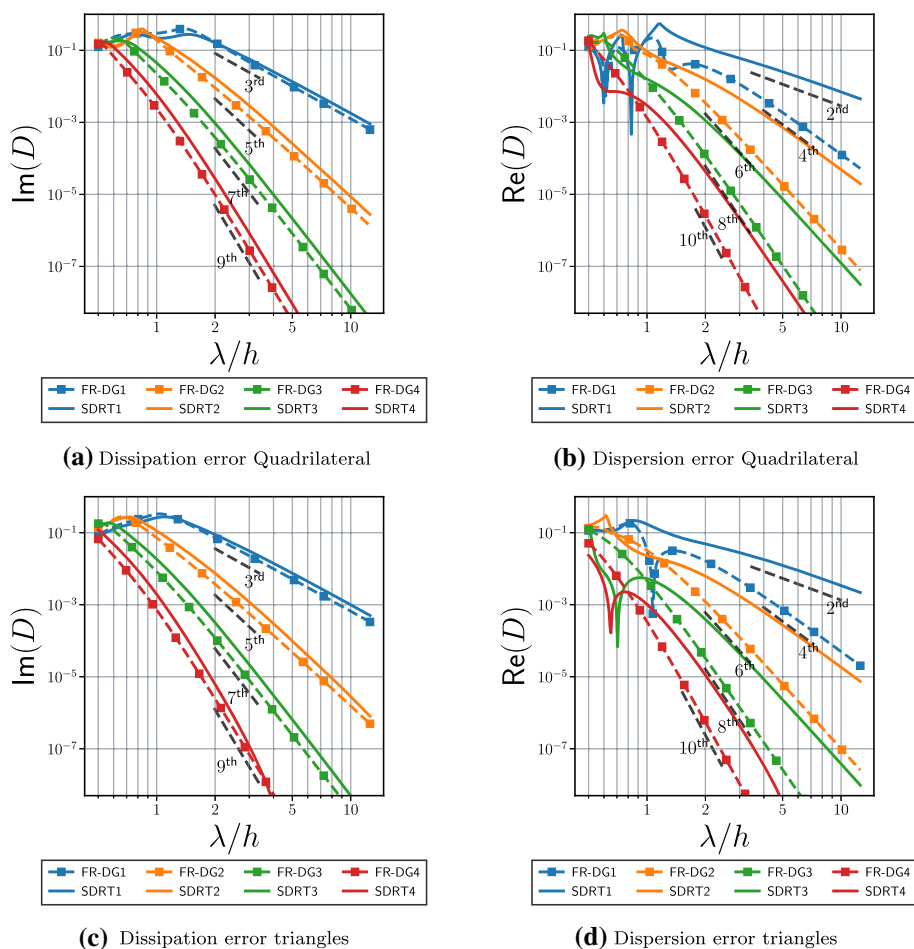 10⁻¹
10⁻³
10⁻⁵
10⁻⁷
Im(D)
3rd
5th
7th
9th
1 2 5 10
λ/h
FR-DG1 FR-DG2 FR-DG3 FR-DG4
SDRT1 SDRT2 SDRT3 SDRT4
(a) Dissipation error Quadrilateral
10⁻¹
10⁻³
10⁻⁵
10⁻⁷
Re(D)
2nd
4th
6th
8th
10th
1 2 5 10
λ/h
FR-DG1 FR-DG2 FR-DG3 FR-DG4
SDRT1 SDRT2 SDRT3 SDRT4
(b) Dispersion error Quadrilateral
10⁻¹
10⁻³
10⁻⁵
10⁻⁷
Im(D)
3rd
5th
7th
9th
1 2 5 10
λ/h
FR-DG1 FR-DG2 FR-DG3 FR-DG4
SDRT1 SDRT2 SDRT3 SDRT4
(c) Dissipation error triangles
10⁻¹
10⁻³
10⁻⁵
10⁻⁷
Re(D)
2nd
4th
6th
8th
10th
1 2 5 10
λ/h
FR-DG1 FR-DG2 FR-DG3 FR-DG4
SDRT1 SDRT2 SDRT3 SDRT4
(d) Dispersion error triangles